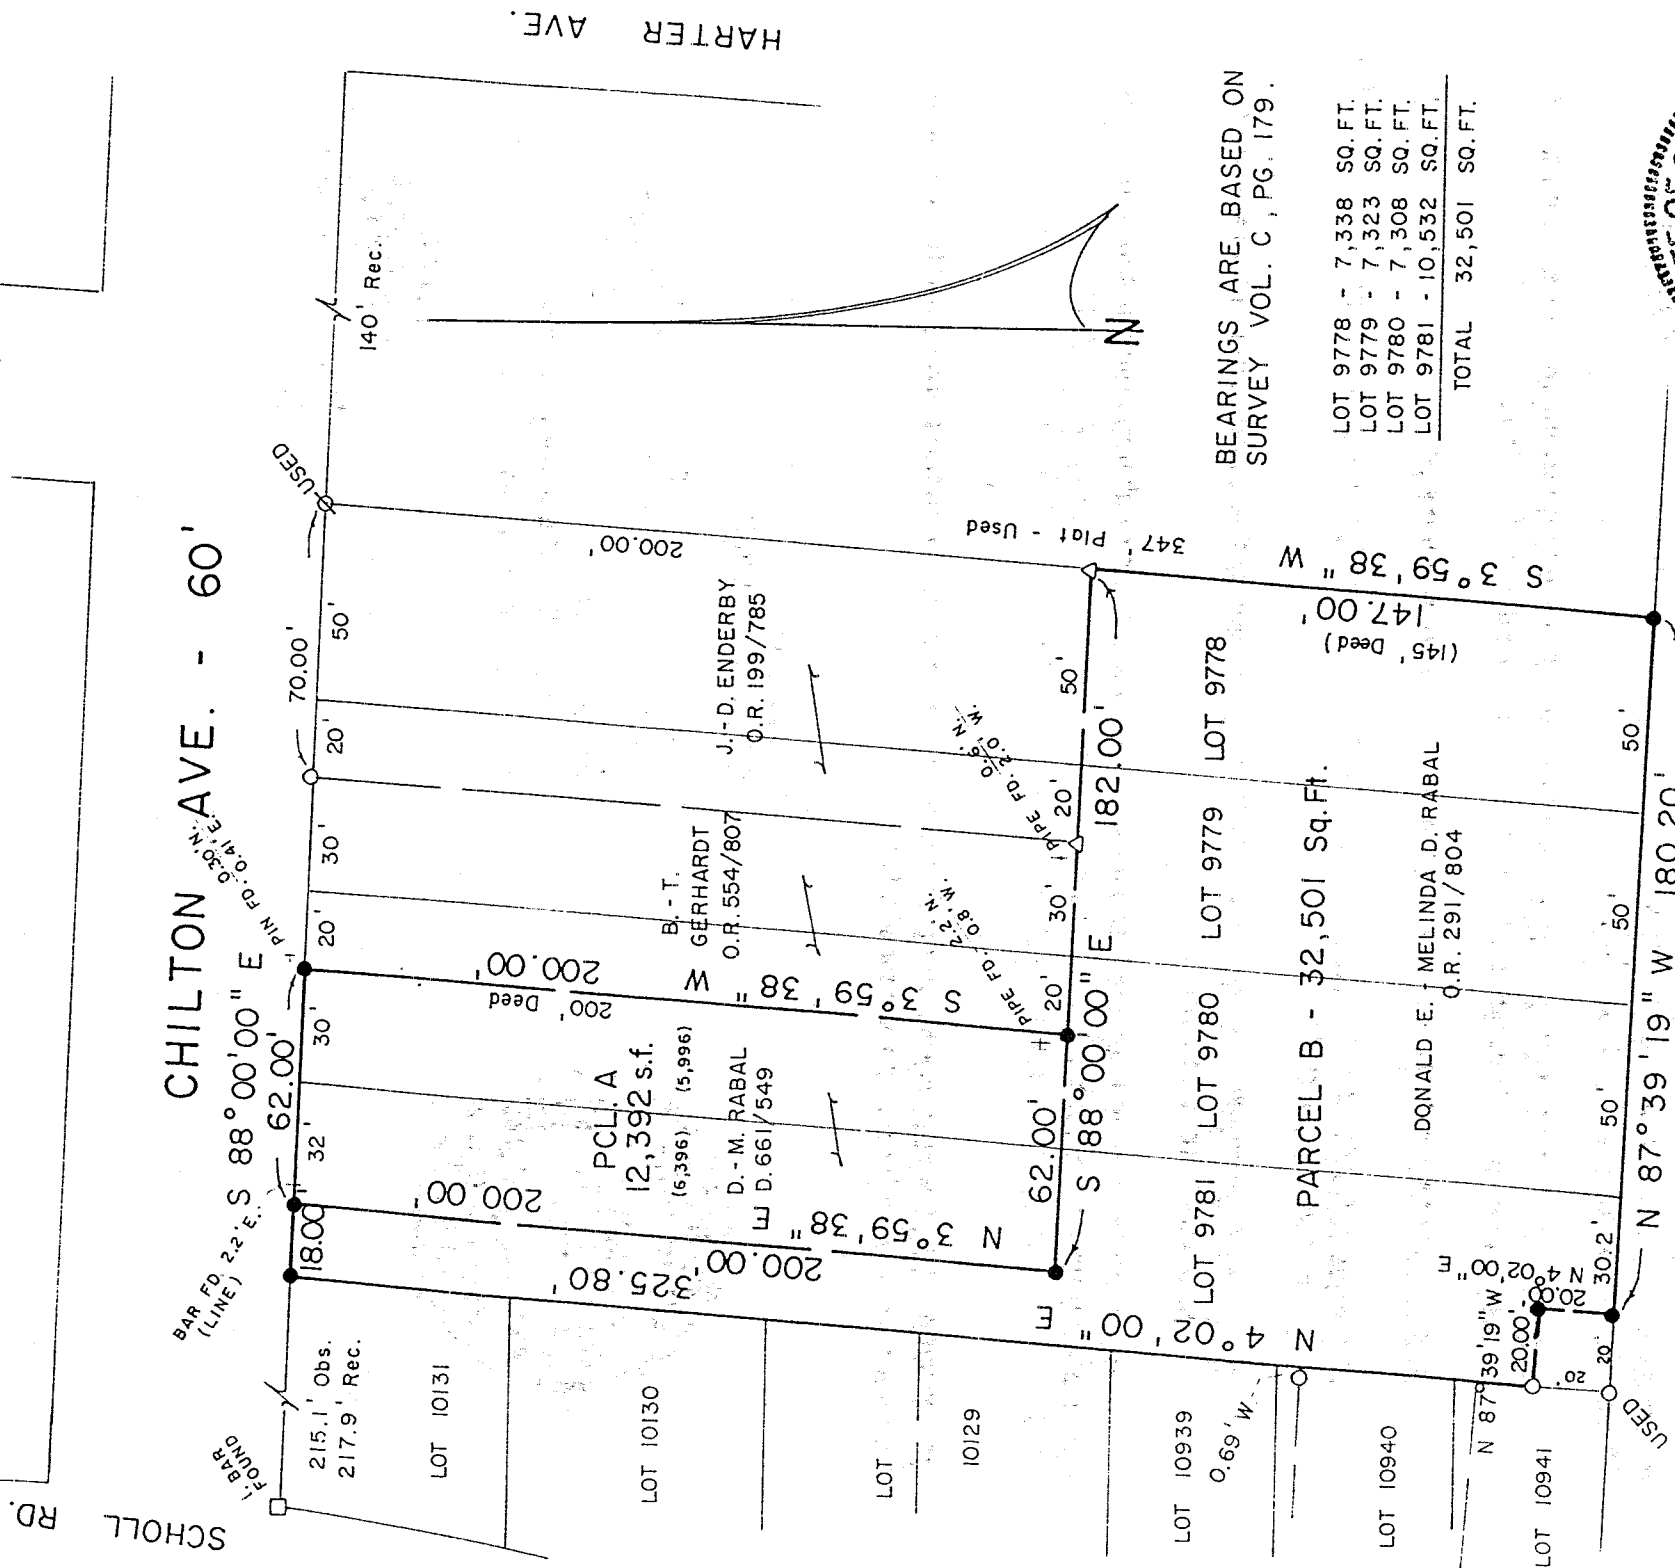 HARTER AVE.
SCHOLL RD.
CHILTON AVE. - 60'
140' Rec.
USED
70.00'
50'
20'
30'
20'
PIN FD. 0.30' N. 0.41' E.
S 88° 00' 00" E
62.00'
30'
32'
BAR FD. 2.2' E.
(LINE)
18.00
I. BAR
FOUND
215.1' Obs.
217.9' Rec.
LOT 10131
LOT 10130
LOT
10129
LOT 10939
0.69' W.
LOT 10940
LOT 10941
200.00'
347' Plat - Used
J. - D. ENDERBY
O.R. 199/785
B. - T.
GERHARDT
O.R. 554/807
200.00'
200' Deed
S 3° 59' 38" W
PCL. A
12,392 s.f.
(6,396) (5,996)
D. - M. RABAL
D. 661/549
200.00'
N 3° 59' 38" E
200.00'
325.80'
N 4° 02' 00" E
PIPE FD. 0.6' N. 2.0' W.
PIPE FD. 2.2' N. 0.8' W.
50'
20'
30'
20'
182.00'
62.00'
S 88° 00' 00" E
S 3° 59' 38" W
147.00'
(145' Deed)
LOT 9781 LOT 9780 LOT 9779 LOT 9778
PARCEL B - 32,501 Sq.Ft.
DONALD E. - MELINDA D. RABAL
O.R. 291/804
N 4° 02' 00" E
20.00'
N 87° 39' 19" W
20.00'
20'
20'
30.2'
50'
50'
50'
USED
N 87° 39' 19" W 180.20'
N
BEARINGS ARE BASED ON
SURVEY VOL. C, PG. 179.
LOT 9778 - 7,338 SQ.FT.
LOT 9779 - 7,323 SQ.FT.
LOT 9780 - 7,308 SQ.FT.
LOT 9781 - 10,532 SQ.FT.
TOTAL 32,501 SQ.FT.